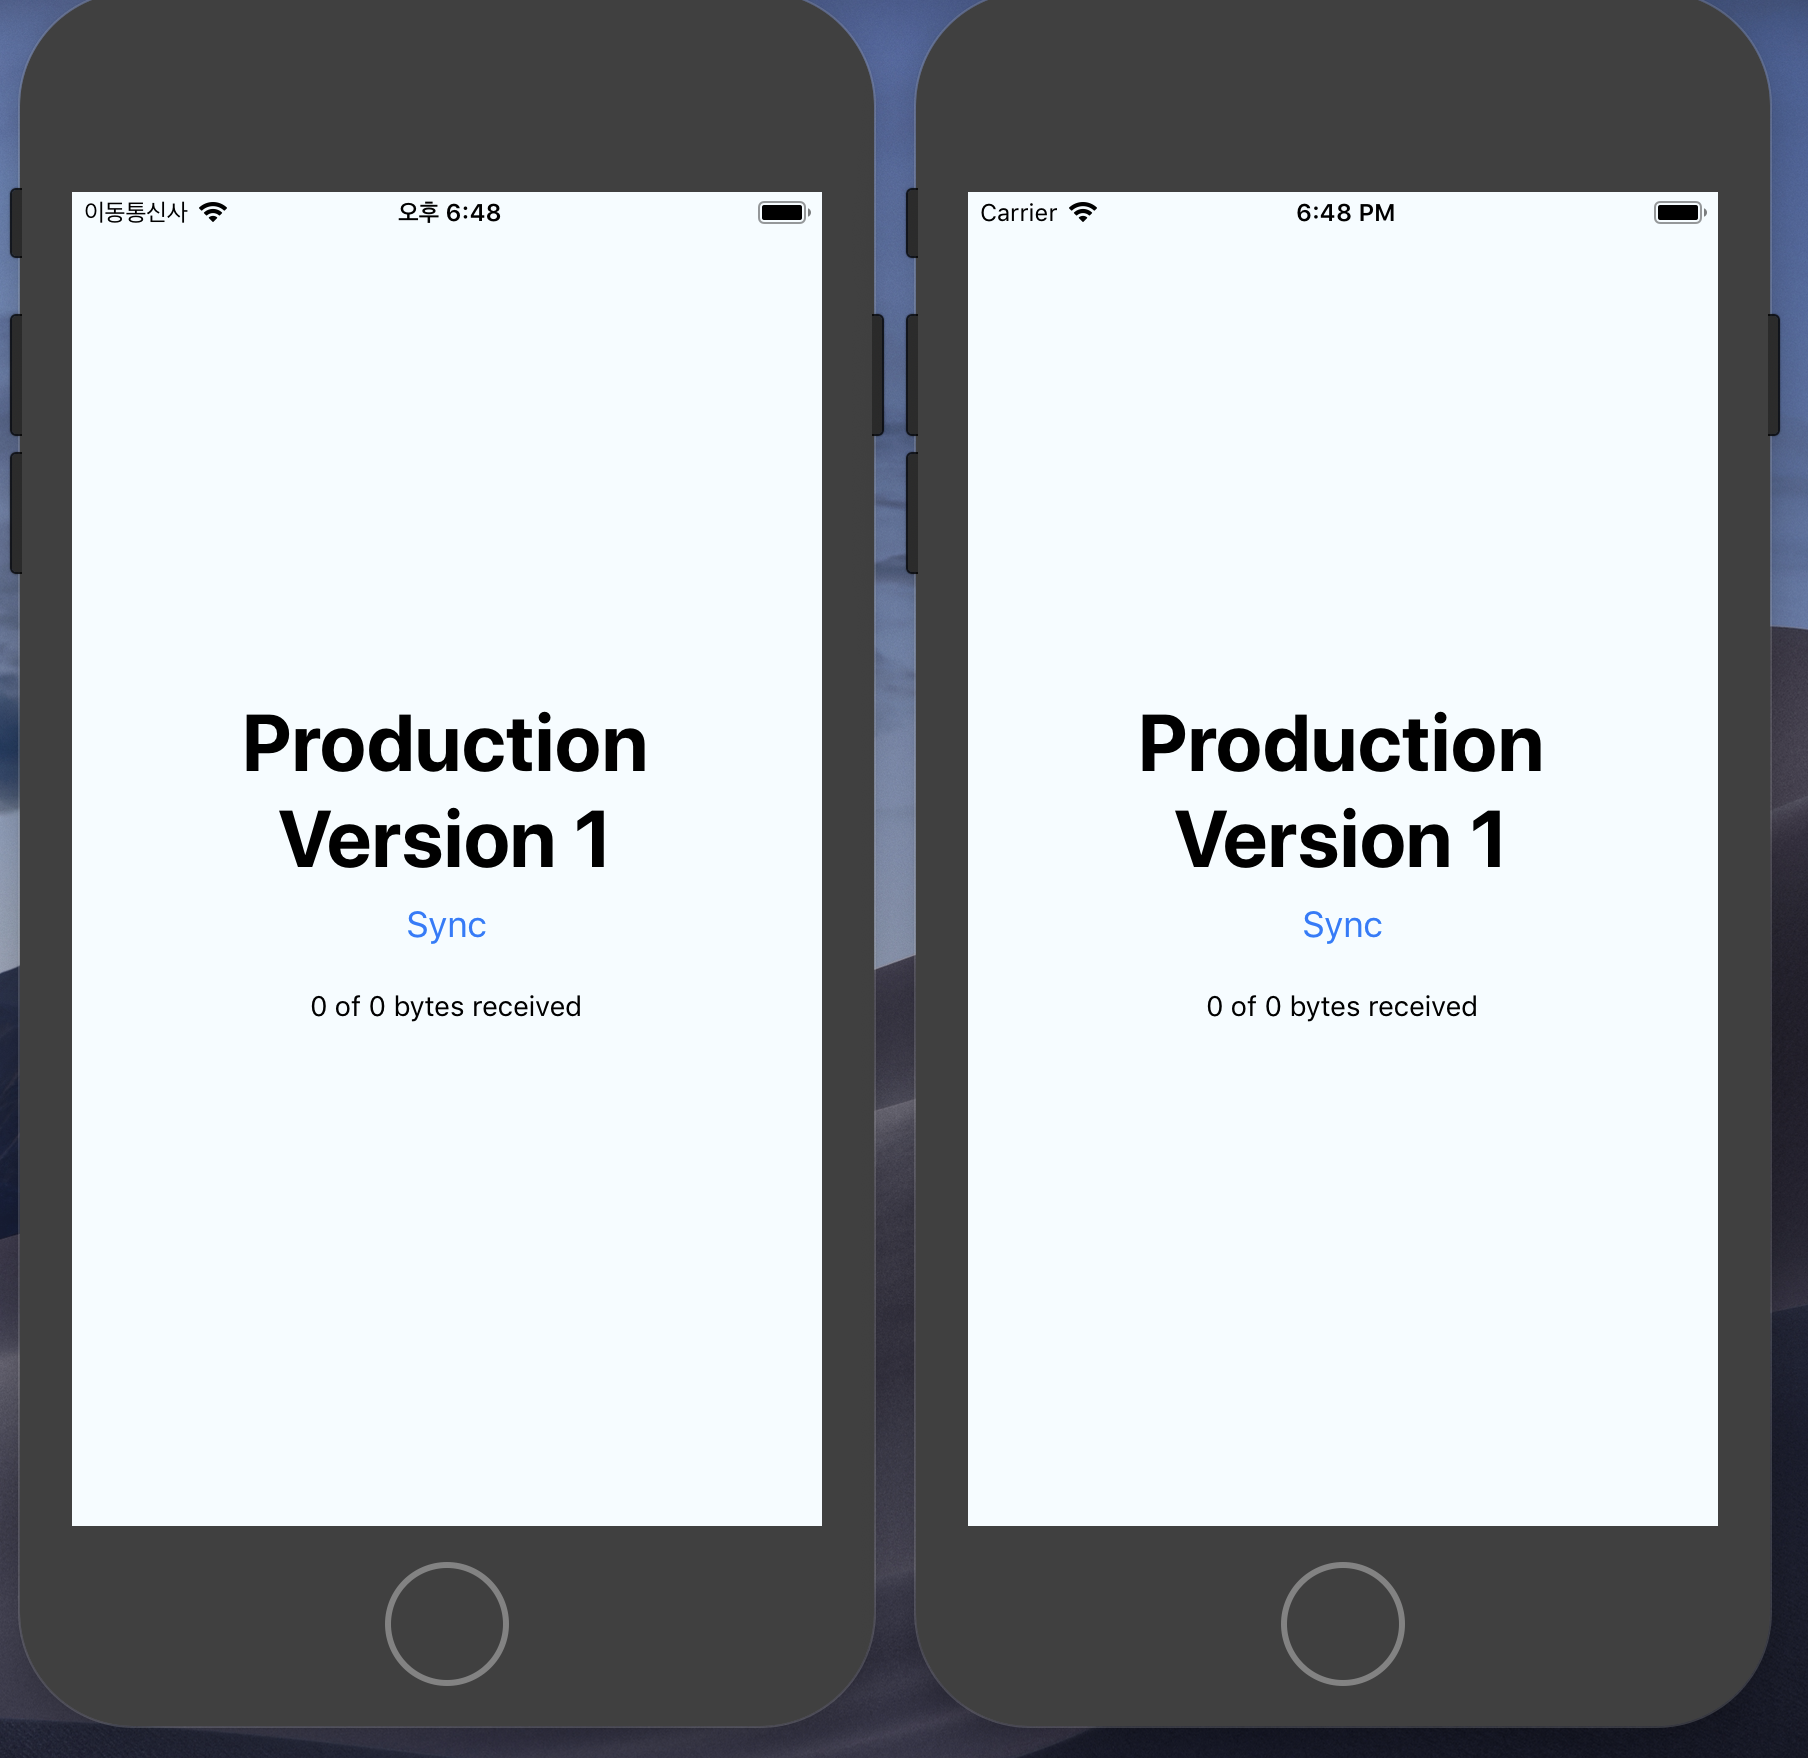 이동통신사
오후 6:48
Production
Version 1
Sync
0 of 0 bytes received
Carrier
6:48 PM
Production
Version 1
Sync
0 of 0 bytes received